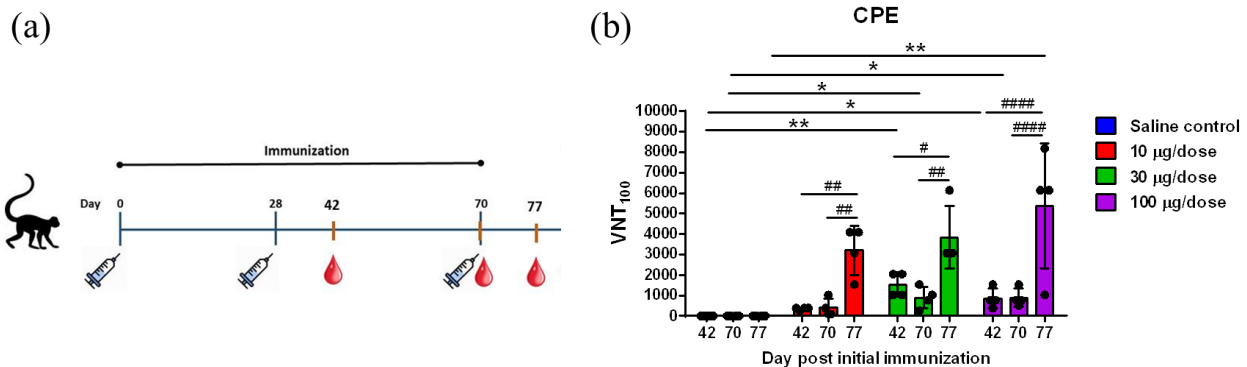 (a)
Immunization
Day 0 28 42 70 77
(b)
CPE
**
*
*
*
####
**
####
#
##
##
##
VNT100
10000
9000
8000
7000
6000
5000
4000
3000
2000
1000
0
42 70 77 42 70 77 42 70 77 42 70 77
Day post initial immunization
Saline control
10 µg/dose
30 µg/dose
100 µg/dose